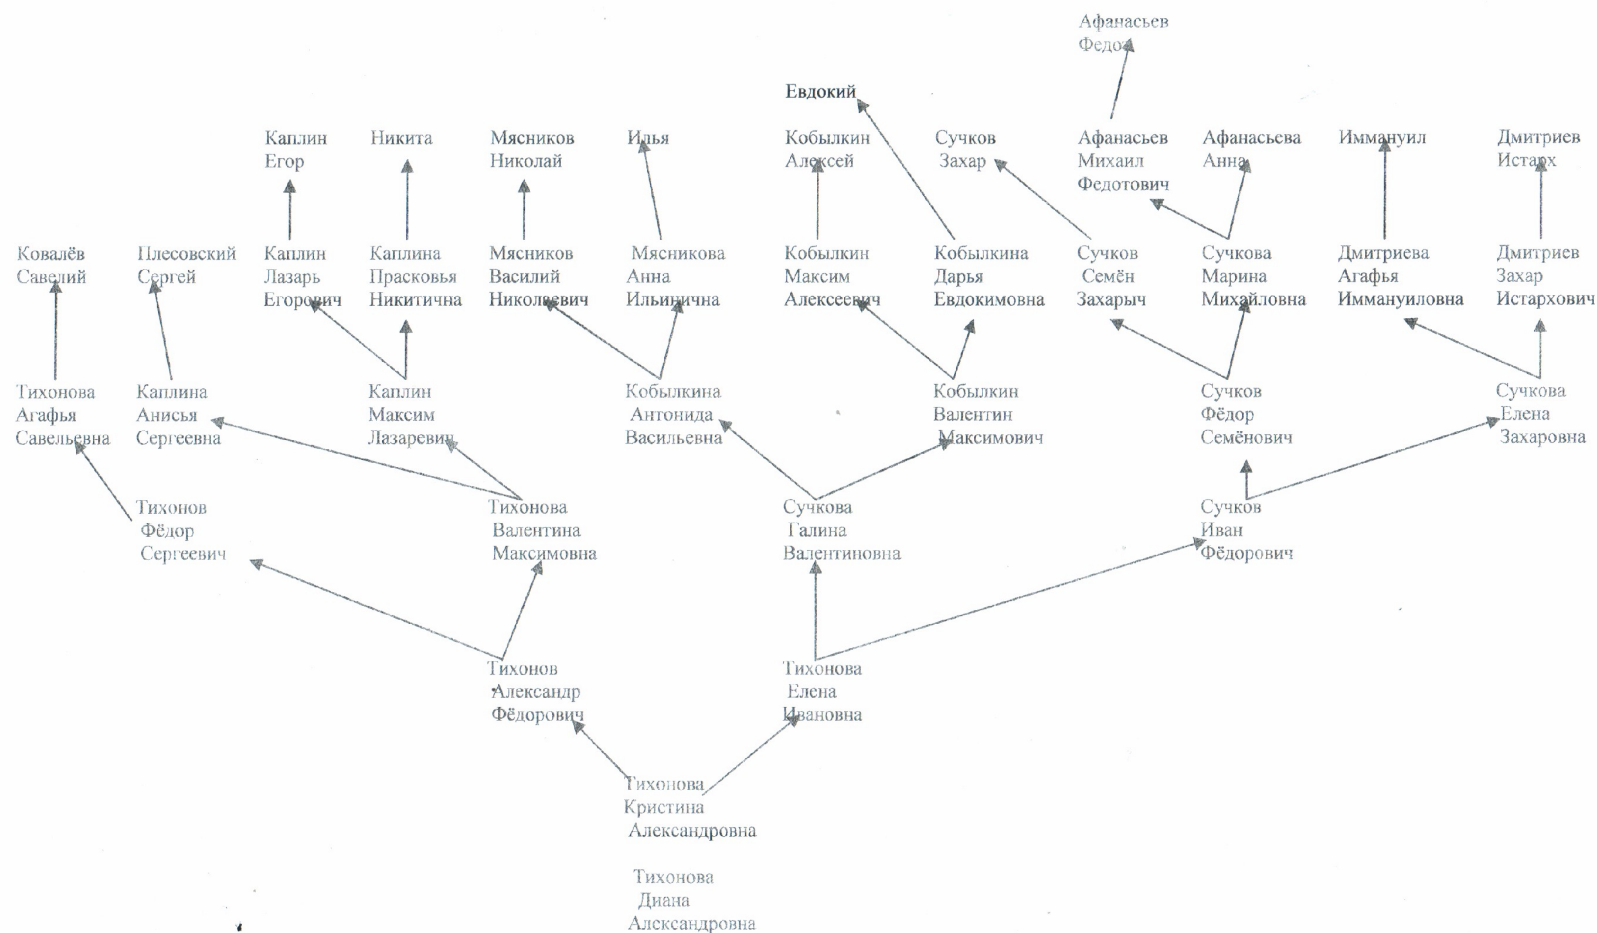 Афанасьев
Федот
Евдокий
Каплин
Егор
Никита
Мясников
Николай
Илья
Кобылкин
Алексей
Сучков
Захар
Афанасьев
Михаил
Федотович
Афанасьева
Анна
Иммануил
Дмитриев
Истарх
Ковалёв
Савелий
Плесовский
Сергей
Каплин
Лазарь
Егорович
Каплина
Прасковья
Никитична
Мясников
Василий
Николаевич
Мясникова
Анна
Ильинична
Кобылкин
Максим
Алексеевич
Кобылкина
Дарья
Евдокимовна
Сучков
Семён
Захарыч
Сучкова
Марина
Михайловна
Дмитриева
Агафья
Иммануиловна
Дмитриев
Захар
Истархович
Тихонова
Агафья
Савельевна
Каплина
Анисья
Сергеевна
Каплин
Максим
Лазаревич
Кобылкина
Антонида
Васильевна
Кобылкин
Валентин
Максимович
Сучков
Фёдор
Семёнович
Сучкова
Елена
Захаровна
Тихонов
Фёдор
Сергеевич
Тихонова
Валентина
Максимовна
Сучкова
Галина
Валентиновна
Сучков
Иван
Фёдорович
Тихонов
Александр
Фёдорович
Тихонова
Елена
Ивановна
Тихонова
Кристина
Александровна
Тихонова
Диана
Александровна